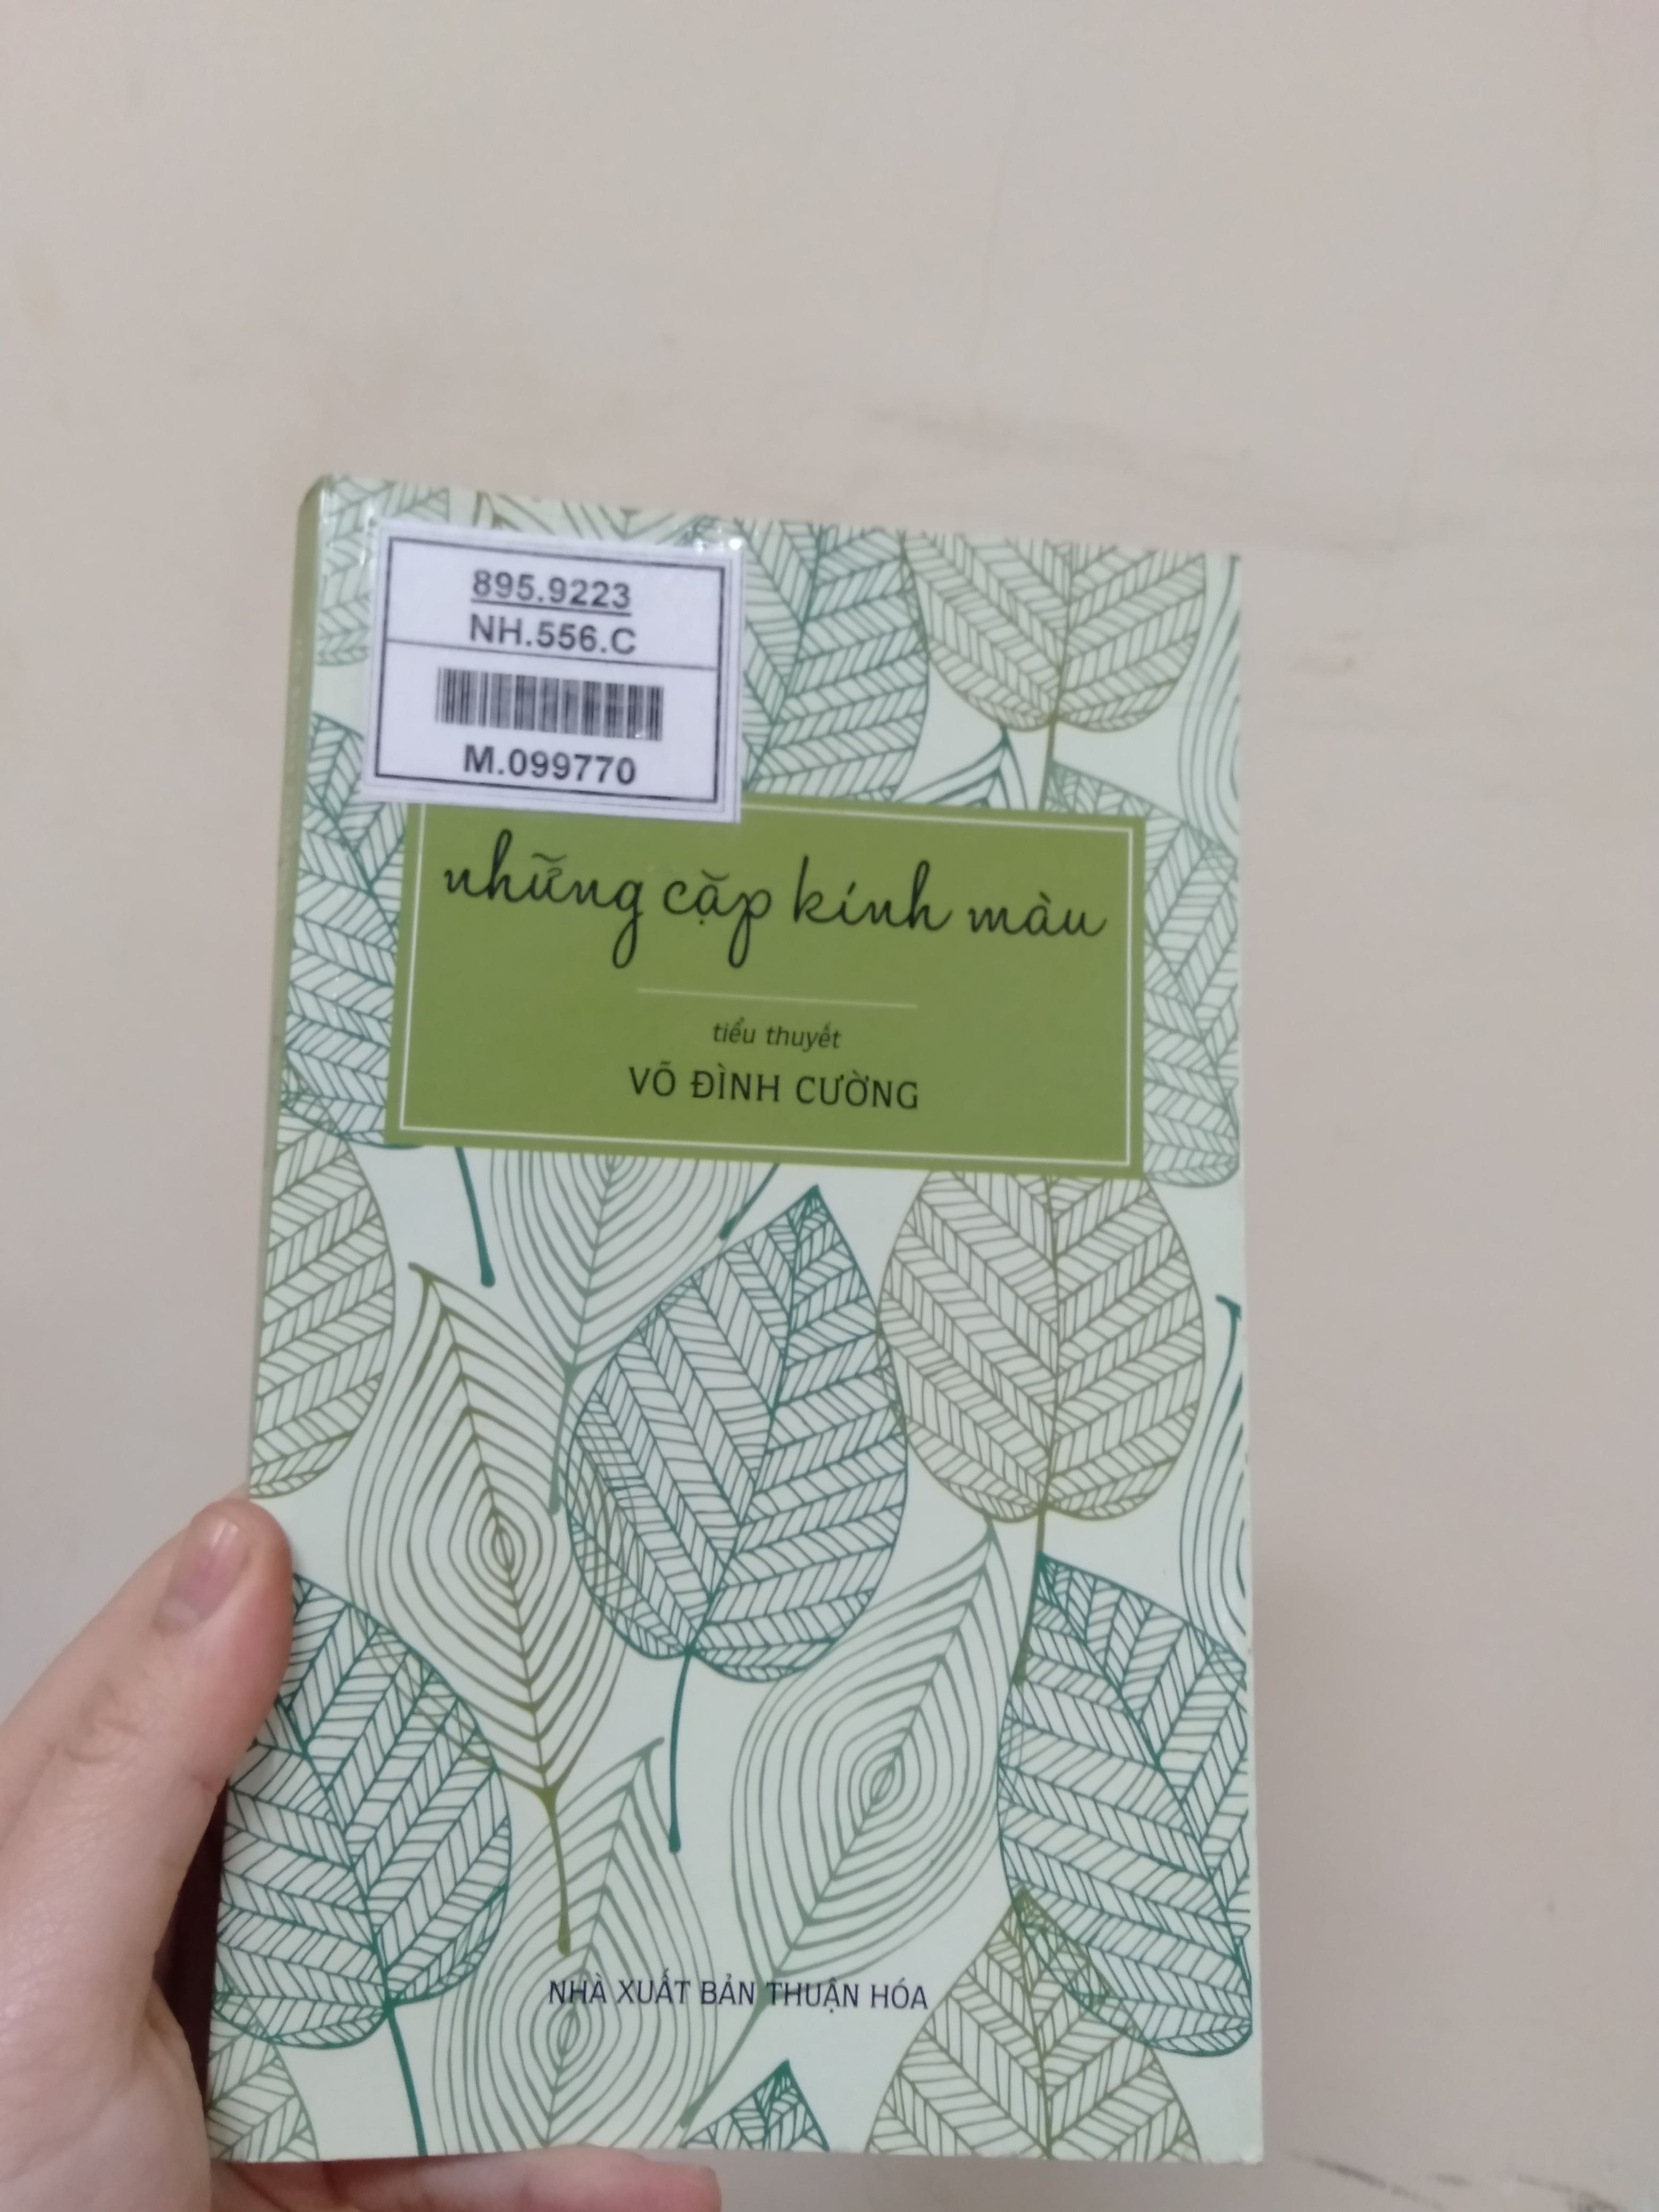 895.9223
NH.556.C
M.099770
những cặp kính màu
tiểu thuyết
VÕ ĐÌNH CƯỜNG
NHÀ XUẤT BẢN THUẬN HÓA